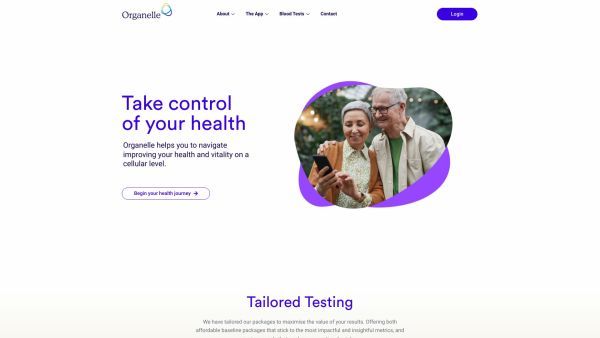 Organelle
About
The App
Blood Tests
Contact
Login
Take control
of your health
Organelle helps you to navigate
improving your health and vitality on a
cellular level.
Begin your health journey
Tailored Testing
We have tailored our packages to maximise the value of your results. Offering both
affordable baseline packages that stick to the most impactful and insightful metrics, and